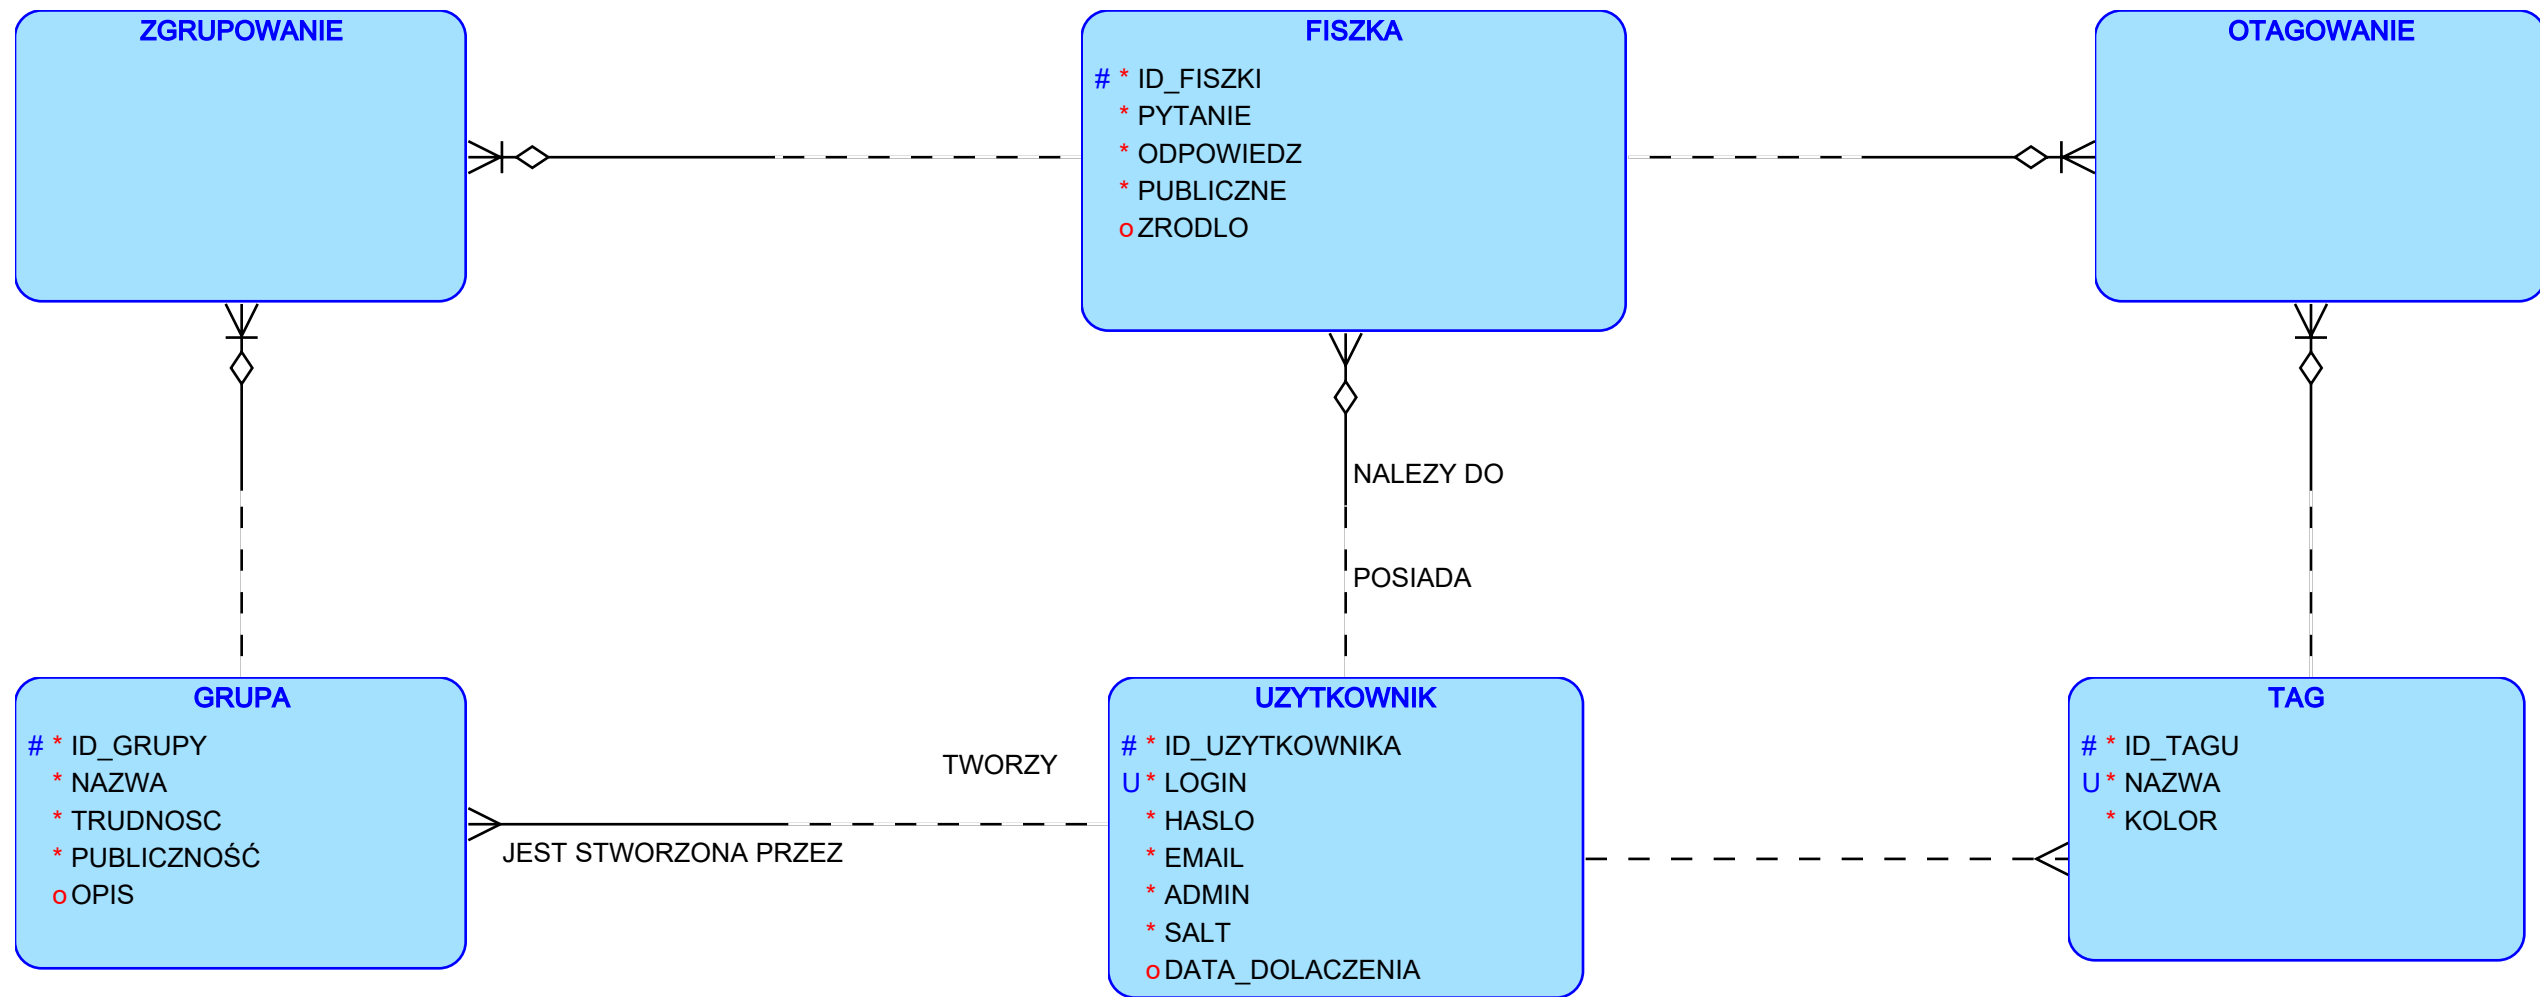 ZGRUPOWANIE
FISZKA
# * ID_FISZKI
* PYTANIE
* ODPOWIEDZ
* PUBLICZNE
o ZRODLO
OTAGOWANIE
NALEZY DO
POSIADA
GRUPA
# * ID_GRUPY
* NAZWA
* TRUDNOSC
* PUBLICZNOŚĆ
o OPIS
TWORZY
JEST STWORZONA PRZEZ
UZYTKOWNIK
# * ID_UZYTKOWNIKA
U * LOGIN
* HASLO
* EMAIL
* ADMIN
* SALT
o DATA_DOLACZENIA
TAG
# * ID_TAGU
U * NAZWA
* KOLOR